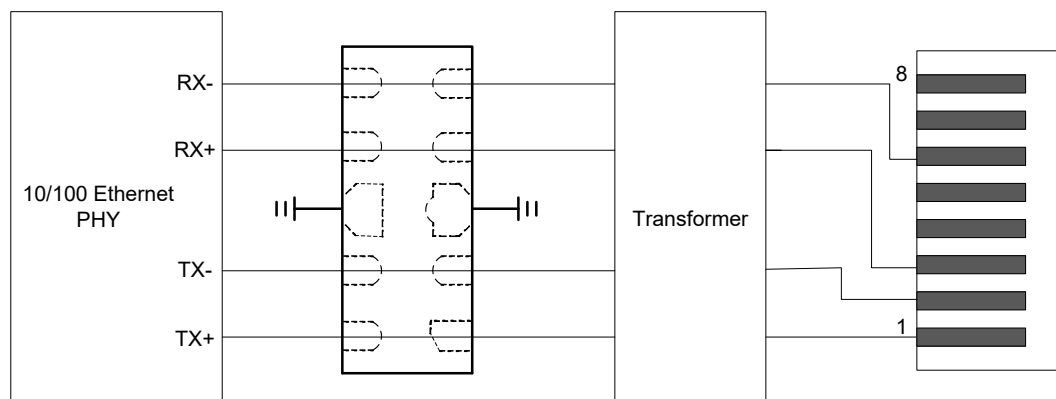 RX-
8
RX+
10/100 Ethernet
PHY
Transformer
TX-
TX+
1